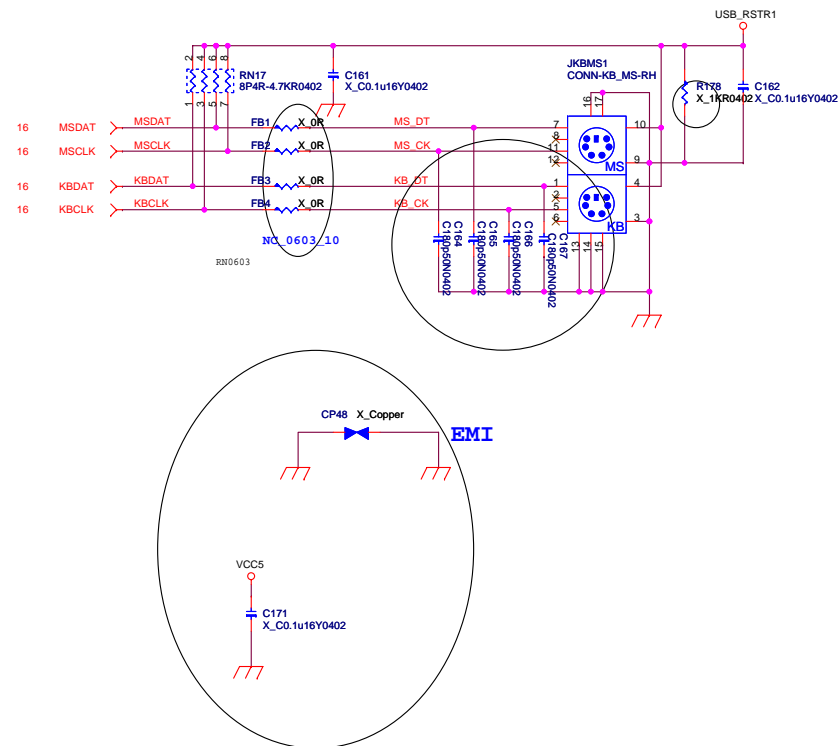 USB_RSTR1
JKBMS1
CONN-KB_MS-RH
RN17
8P4R-4.7KR0402
2
4
6
8
1
3
5
7
C161
X_C0.1u16Y0402
R178
X_1KR0402
C162
X_C0.1u16Y0402
16 MSDAT MSDAT FB1 X_0R MS_DT
16 MSCLK MSCLK FB2 X_0R MS_CK
16 KBDAT KBDAT FB3 X_0R KB_DT
16 KBCLK KBCLK FB4 X_0R KB_CK
NC_0603_10
RN0603
16
17
7
8
11
12
10
9
MS
1
2
5
6
4
3
KB
13
14
15
C164
C180p50N0402
C165
C180p50N0402
C166
C180p50N0402
C167
C180p50N0402
CP48 X_Copper
EMI
VCC5
C171
X_C0.1u16Y0402